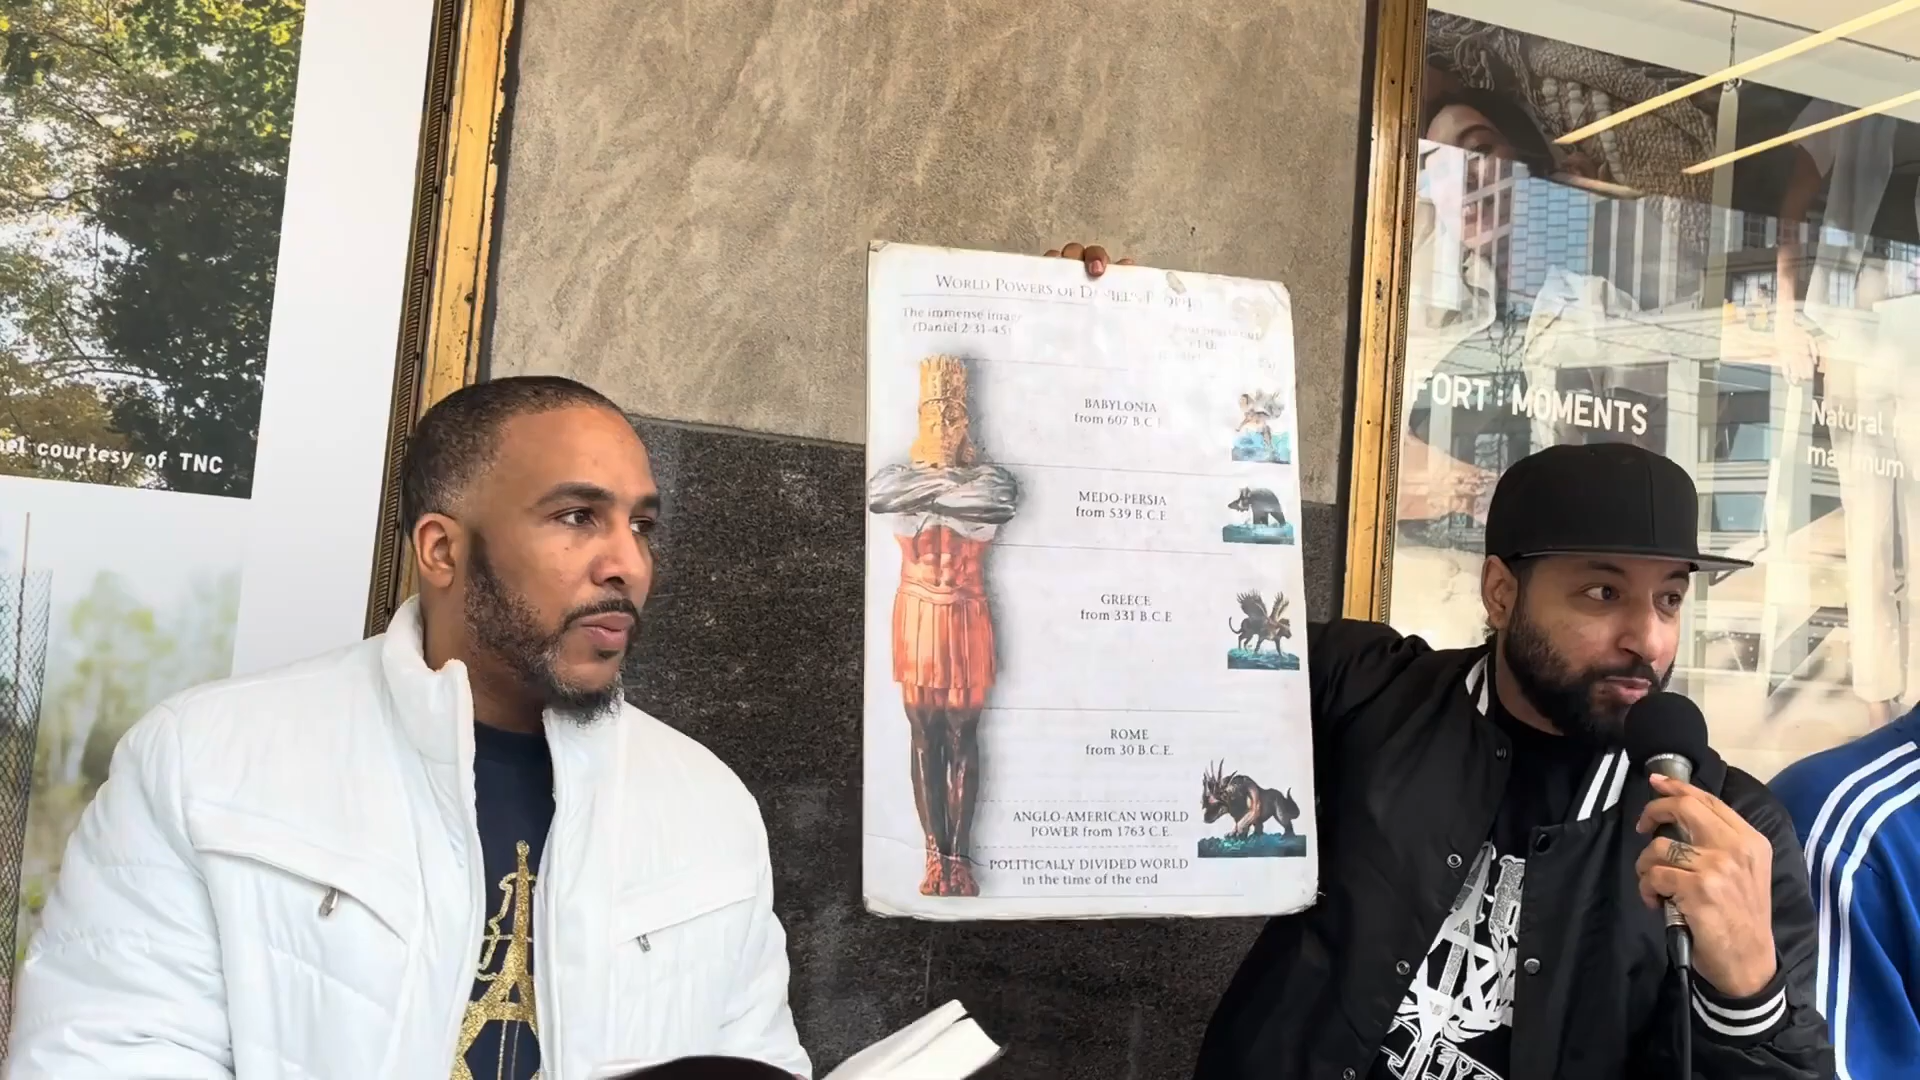 nel courtesy of TNC
WORLD POWERS OF DANIEL'S
The immense image
(Daniel 2:31-45)
BABYLONIA
from 607 B.C.E.
MEDO-PERSIA
from 539 B.C.E.
GREECE
from 331 B.C.E
ROME
from 30 B.C.E.
ANGLO-AMERICAN WORLD
POWER from 1763 C.E.
POLITICALLY DIVIDED WORLD
in the time of the end
FORT : MOMENTS
Natural